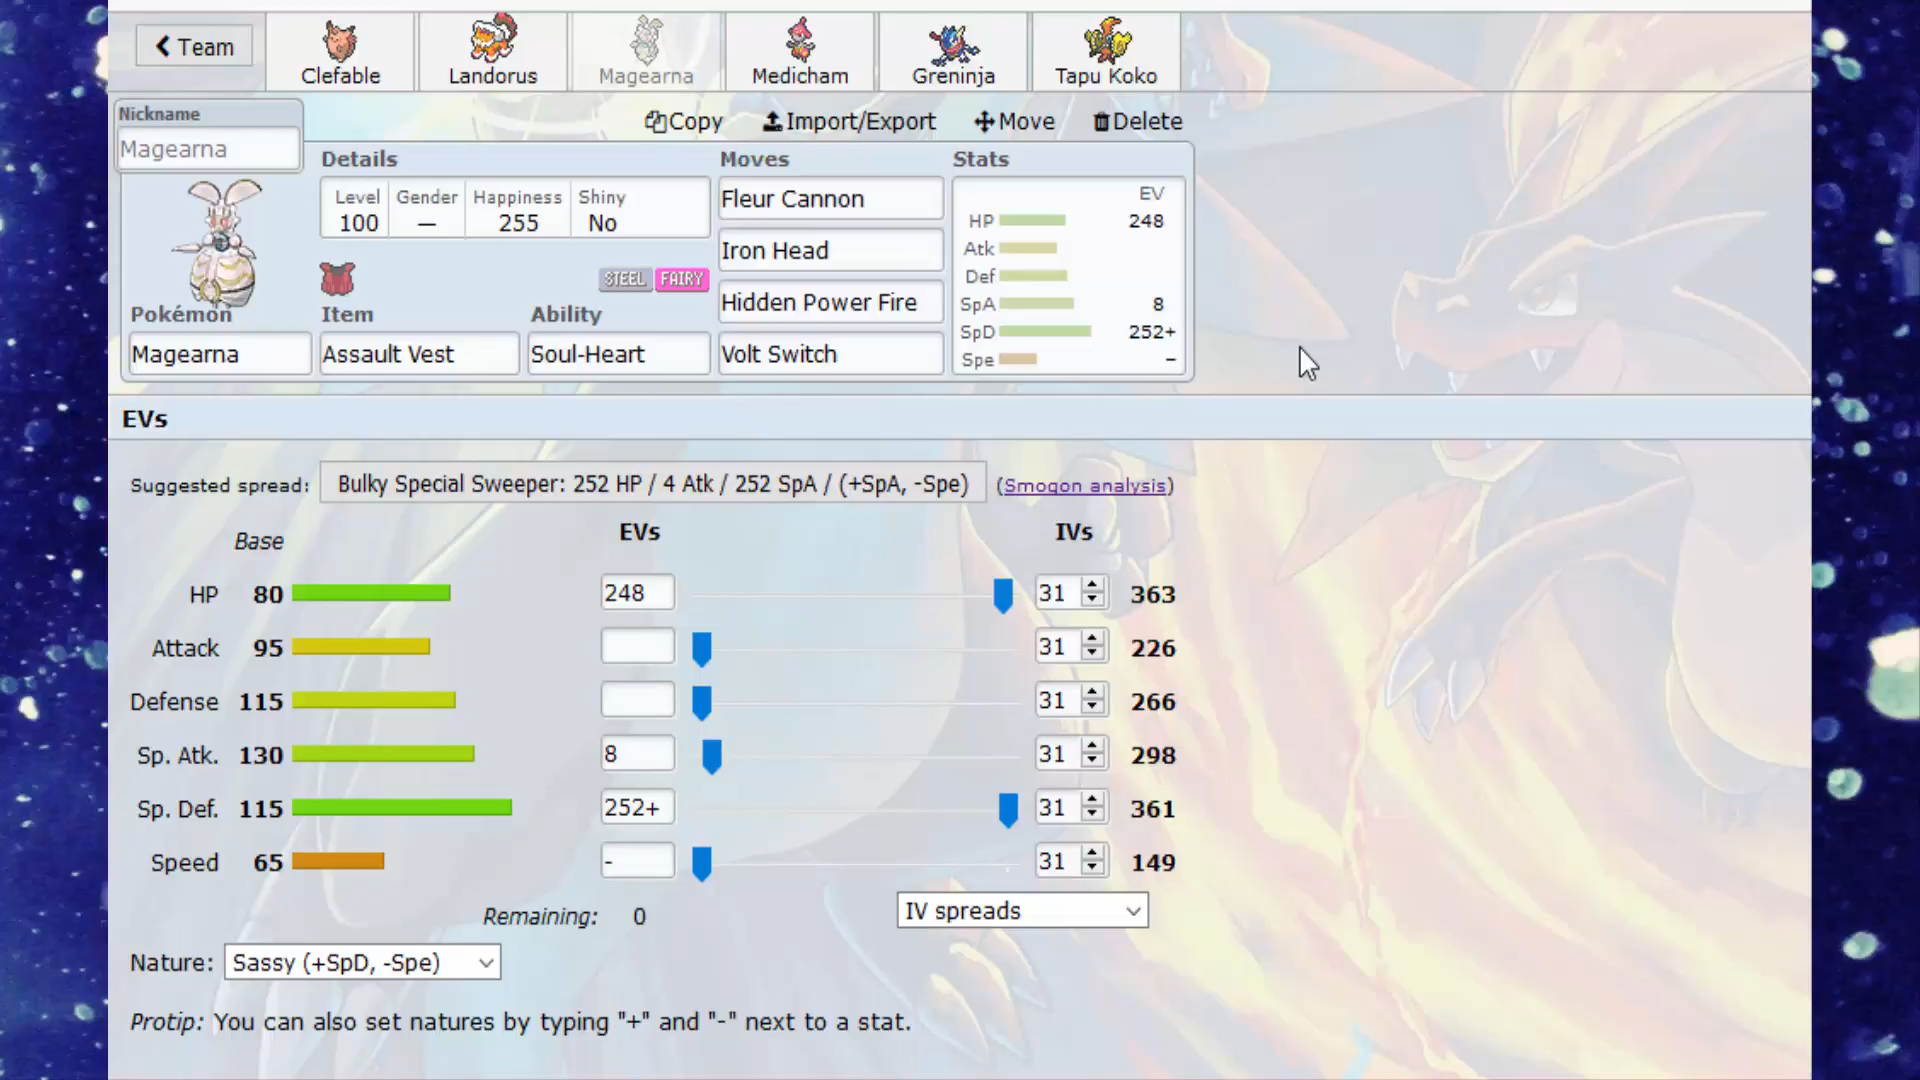 Team
Clefable
Landorus
Magearna
Medicham
Greninja
Tapu Koko
Nickname
Magearna
Copy
Import/Export
Move
Delete
Details
Level
100
Gender
—
Happiness
255
Shiny
No
STEEL
FAIRY
Pokémon
Magearna
Item
Assault Vest
Ability
Soul-Heart
Moves
Fleur Cannon
Iron Head
Hidden Power Fire
Volt Switch
Stats
EV
HP 248
Atk
Def
SpA 8
SpD 252+
Spe –
EVs
Suggested spread: Bulky Special Sweeper: 252 HP / 4 Atk / 252 SpA / (+SpA, -Spe) (Smogon analysis)
Base EVs IVs
HP 80 248 31 363
Attack 95 31 226
Defense 115 31 266
Sp. Atk. 130 8 31 298
Sp. Def. 115 252+ 31 361
Speed 65 - 31 149
Remaining: 0
IV spreads
Nature: Sassy (+SpD, -Spe)
Protip: You can also set natures by typing "+" and "-" next to a stat.